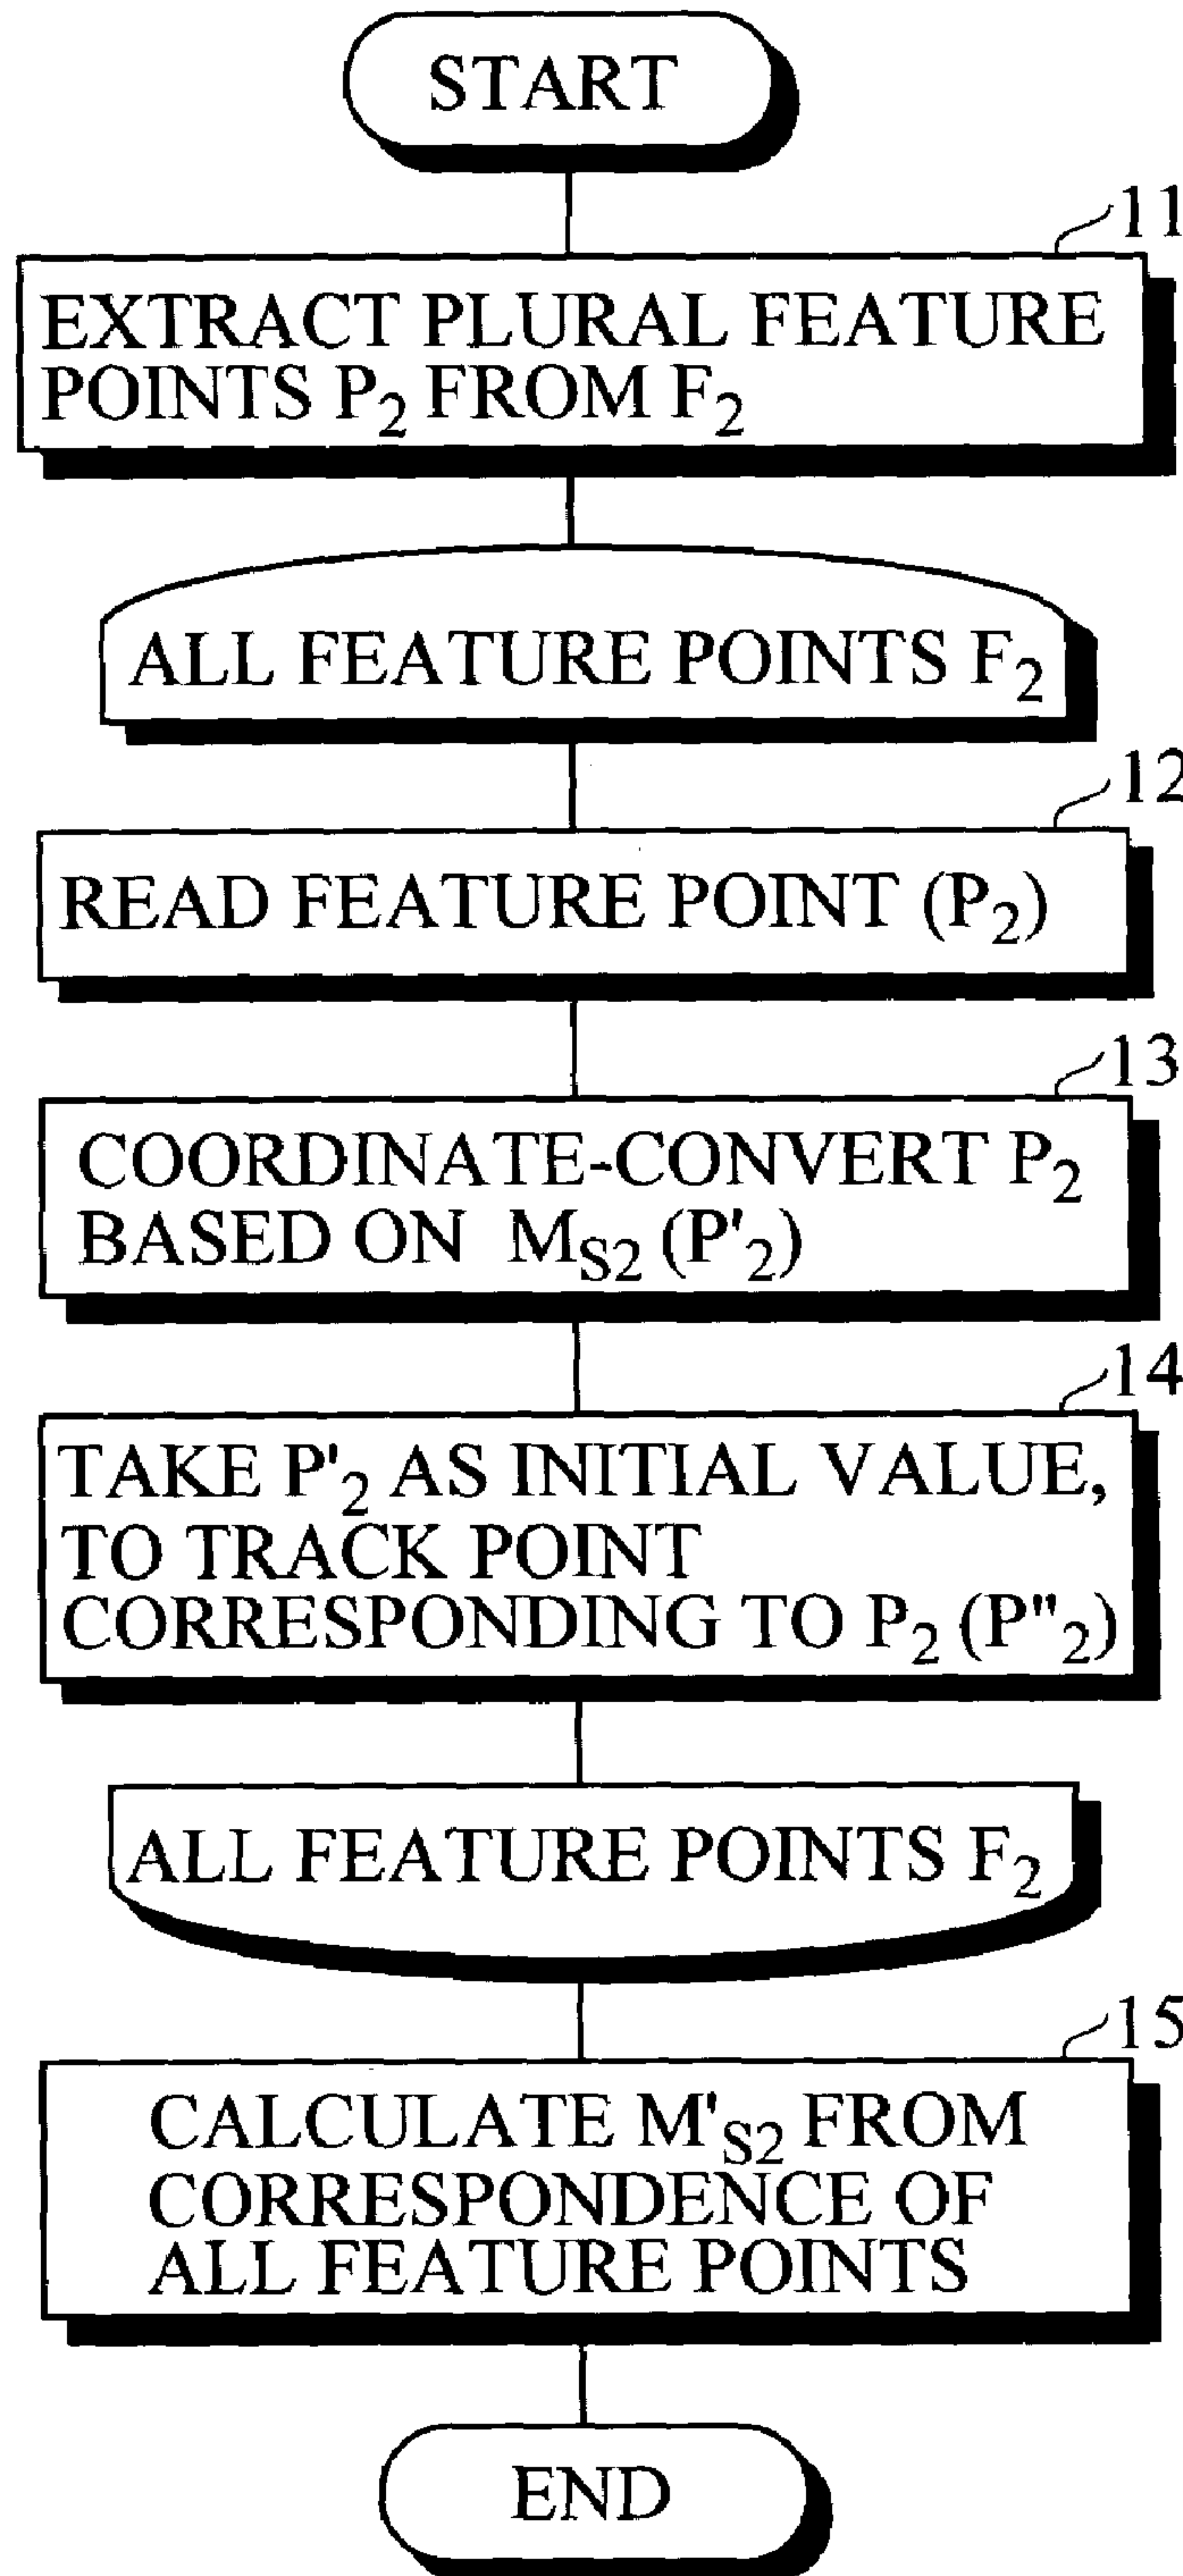 START
11
EXTRACT PLURAL FEATURE
POINTS P₂ FROM F₂
ALL FEATURE POINTS F₂
12
READ FEATURE POINT (P₂)
13
COORDINATE-CONVERT P₂
BASED ON M_S2 (P'₂)
14
TAKE P'₂ AS INITIAL VALUE,
TO TRACK POINT
CORRESPONDING TO P₂ (P"₂)
ALL FEATURE POINTS F₂
15
CALCULATE M'_S2 FROM
CORRESPONDENCE OF
ALL FEATURE POINTS
END